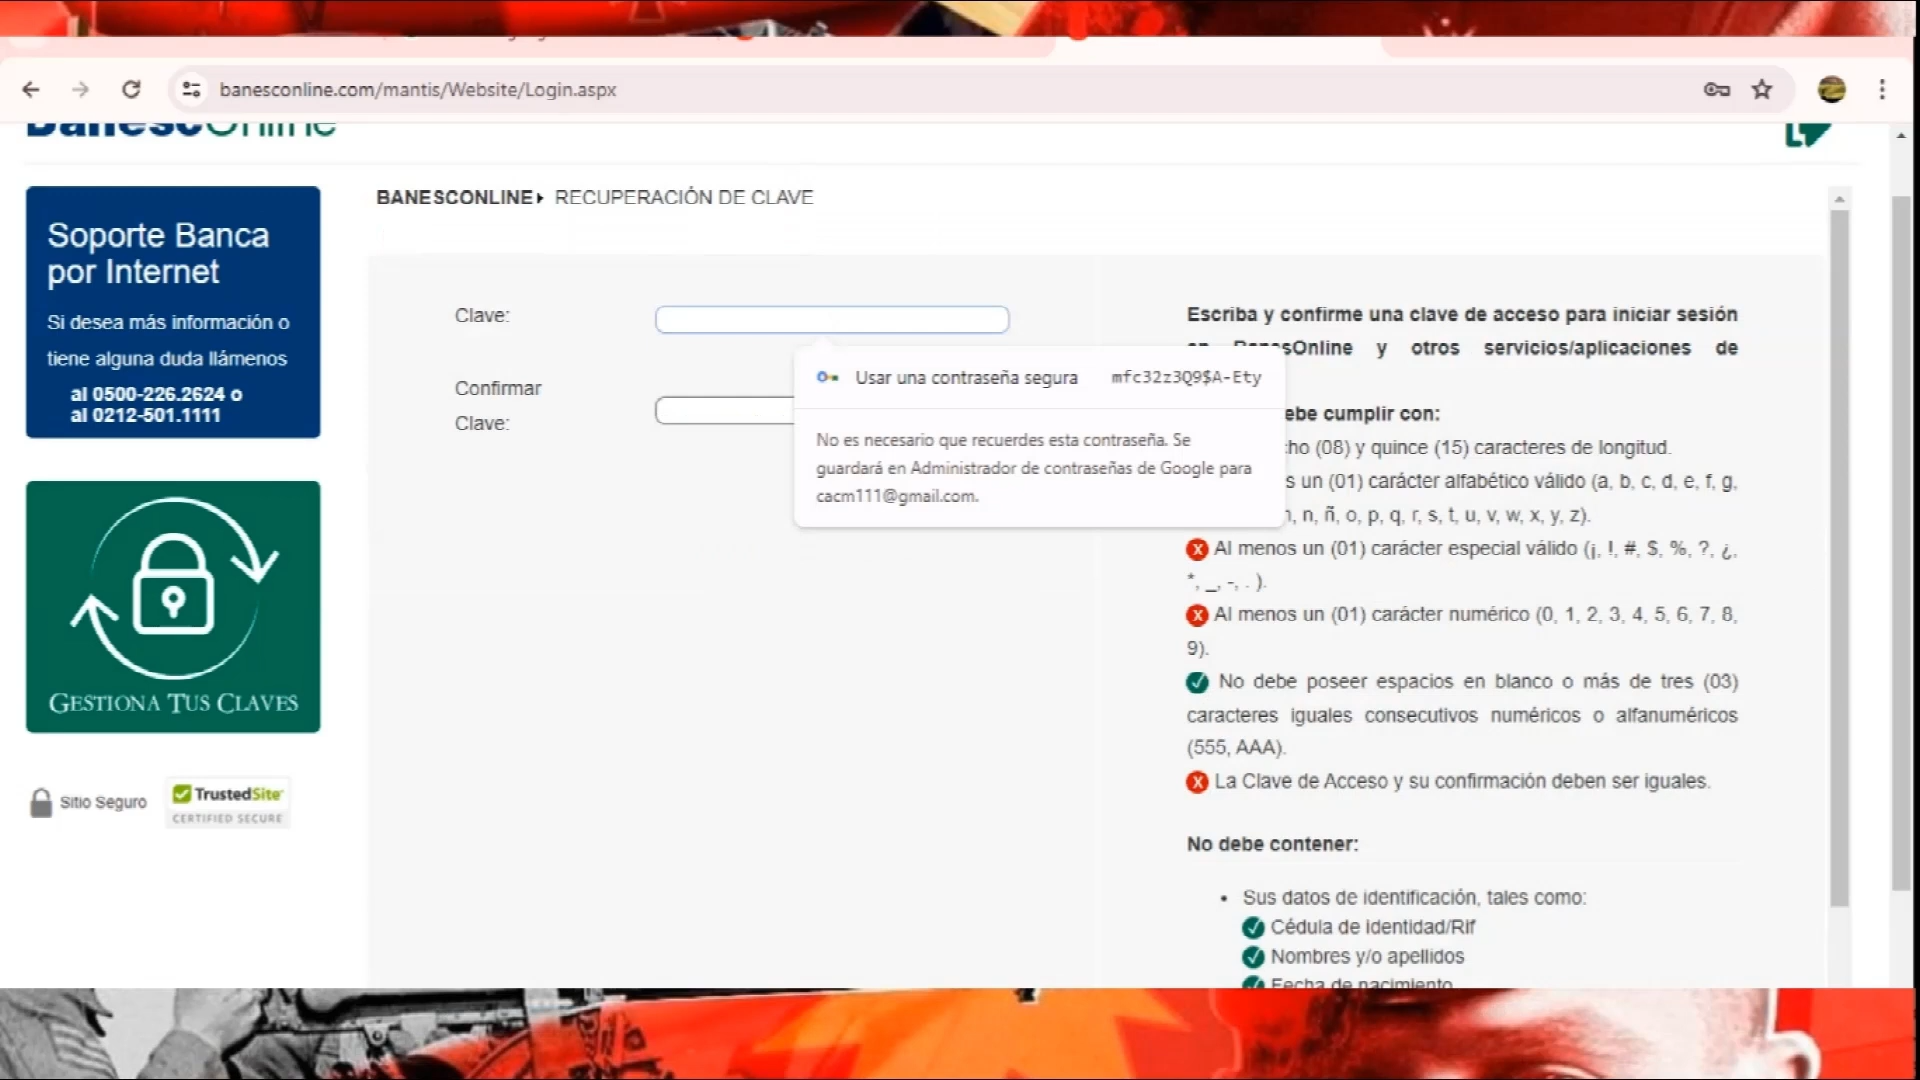 banesconline.com/mantis/Website/Login.aspx
BanescOnline
BANESCONLINE RECUPERACIÓN DE CLAVE
Soporte Banca
por Internet
Si desea más información o
tiene alguna duda llámenos
al 0500-226.2624 o
al 0212-501.1111
GESTIONA TUS CLAVES
Sitio Seguro
TrustedSite
CERTIFIED SECURE
Clave:
Confirmar
Clave:
Usar una contraseña segura mfc32z3Q9$A-Ety
No es necesario que recuerdes esta contraseña. Se
guardará en Administrador de contraseñas de Google para
cacm111@gmail.com.
Escriba y confirme una clave de acceso para iniciar sesión
en BanesOnline y otros servicios/aplicaciones de
ebe cumplir con:
ho (08) y quince (15) caracteres de longitud.
s un (01) carácter alfabético válido (a, b, c, d, e, f, g,
n, ñ, o, p, q, r, s, t, u, v, w, x, y, z).
X Al menos un (01) carácter especial válido (¡, !, #, $, %, ?, ¿,
*, _, -, . ).
X Al menos un (01) carácter numérico (0, 1, 2, 3, 4, 5, 6, 7, 8,
9).
No debe poseer espacios en blanco o más de tres (03)
caracteres iguales consecutivos numéricos o alfanuméricos
(555, AAA).
X La Clave de Acceso y su confirmación deben ser iguales.
No debe contener:
• Sus datos de identificación, tales como:
Cédula de identidad/Rif
Nombres y/o apellidos
Fecha de nacimiento